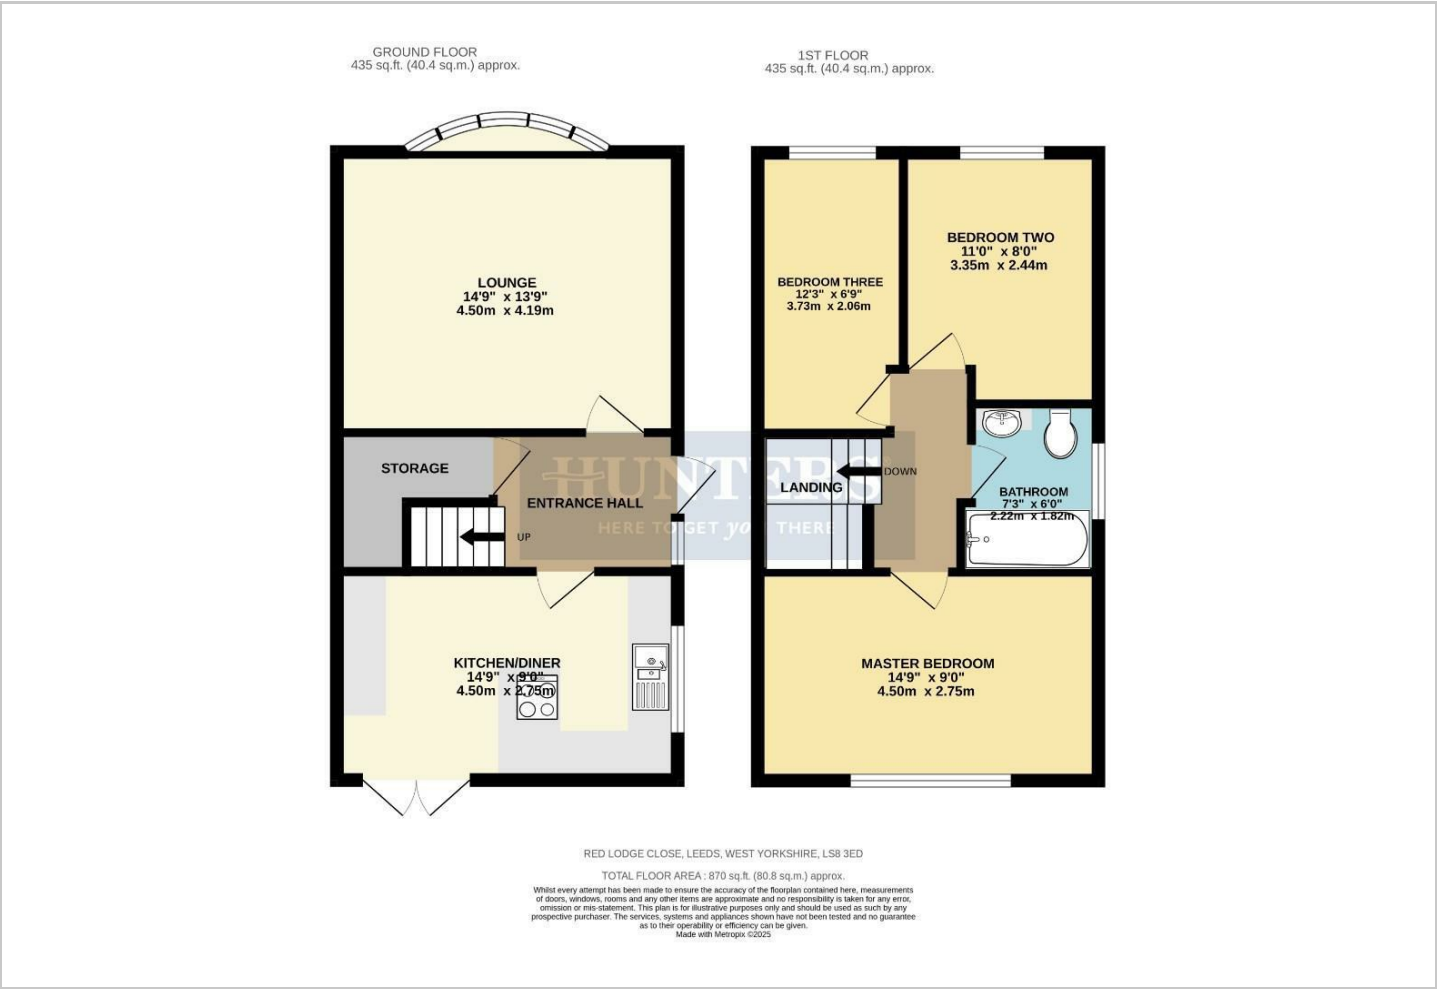 GROUND FLOOR
435 sq.ft. (40.4 sq.m.) approx.
1ST FLOOR
435 sq.ft. (40.4 sq.m.) approx.
LOUNGE
14'9" x 13'9"
4.50m x 4.19m
STORAGE
ENTRANCE HALL
UP
KITCHEN/DINER
14'9" x 9'0"
4.50m x 2.75m
BEDROOM THREE
12'3" x 6'9"
3.73m x 2.06m
BEDROOM TWO
11'0" x 8'0"
3.35m x 2.44m
LANDING
DOWN
BATHROOM
7'3" x 6'0"
2.22m x 1.82m
MASTER BEDROOM
14'9" x 9'0"
4.50m x 2.75m
HUNTERS
HERE TO GET you THERE
RED LODGE CLOSE, LEEDS, WEST YORKSHIRE, LS8 3ED
TOTAL FLOOR AREA : 870 sq.ft. (80.8 sq.m.) approx.
Whilst every attempt has been made to ensure the accuracy of the floorplan contained here, measurements
of doors, windows, rooms and any other items are approximate and no responsibility is taken for any error,
omission or mis-statement. This plan is for illustrative purposes only and should be used as such by any
prospective purchaser. The services, systems and appliances shown have not been tested and no guarantee
as to their operability or efficiency can be given.
Made with Metropix ©2025